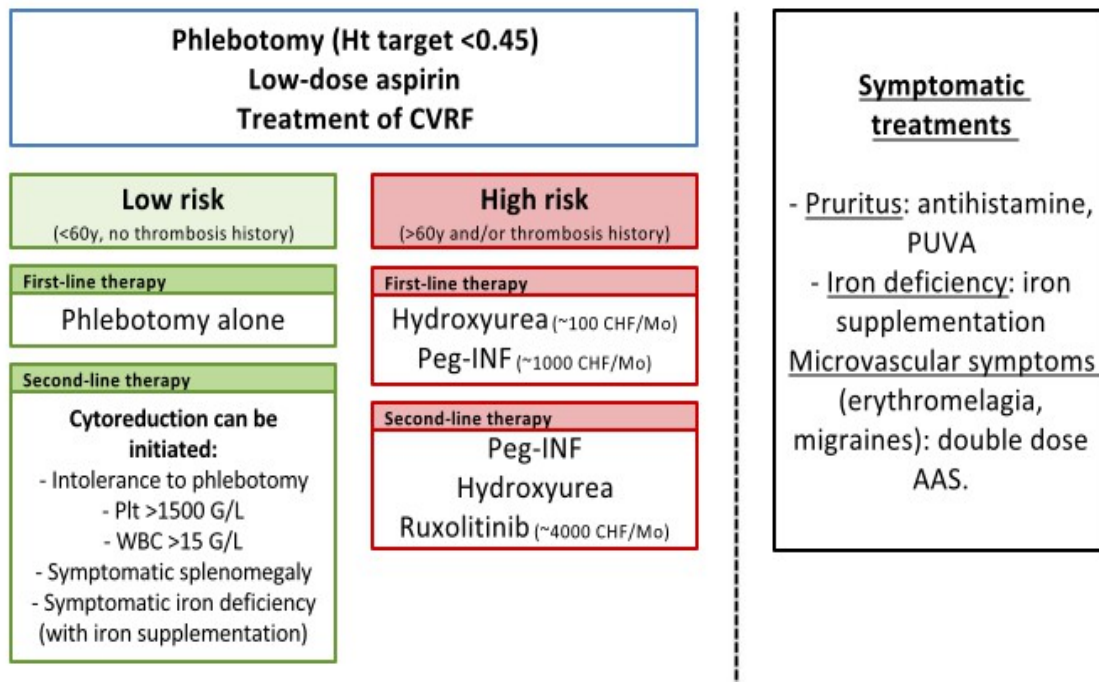 Phlebotomy (Ht target <0.45)
Low-dose aspirin
Treatment of CVRF
Low risk
(<60y, no thrombosis history)
First-line therapy
Phlebotomy alone
Second-line therapy
Cytoreduction can be
initiated:
- Intolerance to phlebotomy
- Plt >1500 G/L
- WBC >15 G/L
- Symptomatic splenomegaly
- Symptomatic iron deficiency
(with iron supplementation)
High risk
(>60y and/or thrombosis history)
First-line therapy
Hydroxyurea (~100 CHF/Mo)
Peg-INF (~1000 CHF/Mo)
Second-line therapy
Peg-INF
Hydroxyurea
Ruxolitinib (~4000 CHF/Mo)
Symptomatic
treatments
- Pruritus: antihistamine,
PUVA
- Iron deficiency: iron
supplementation
Microvascular symptoms
(erythromelagia,
migraines): double dose
AAS.